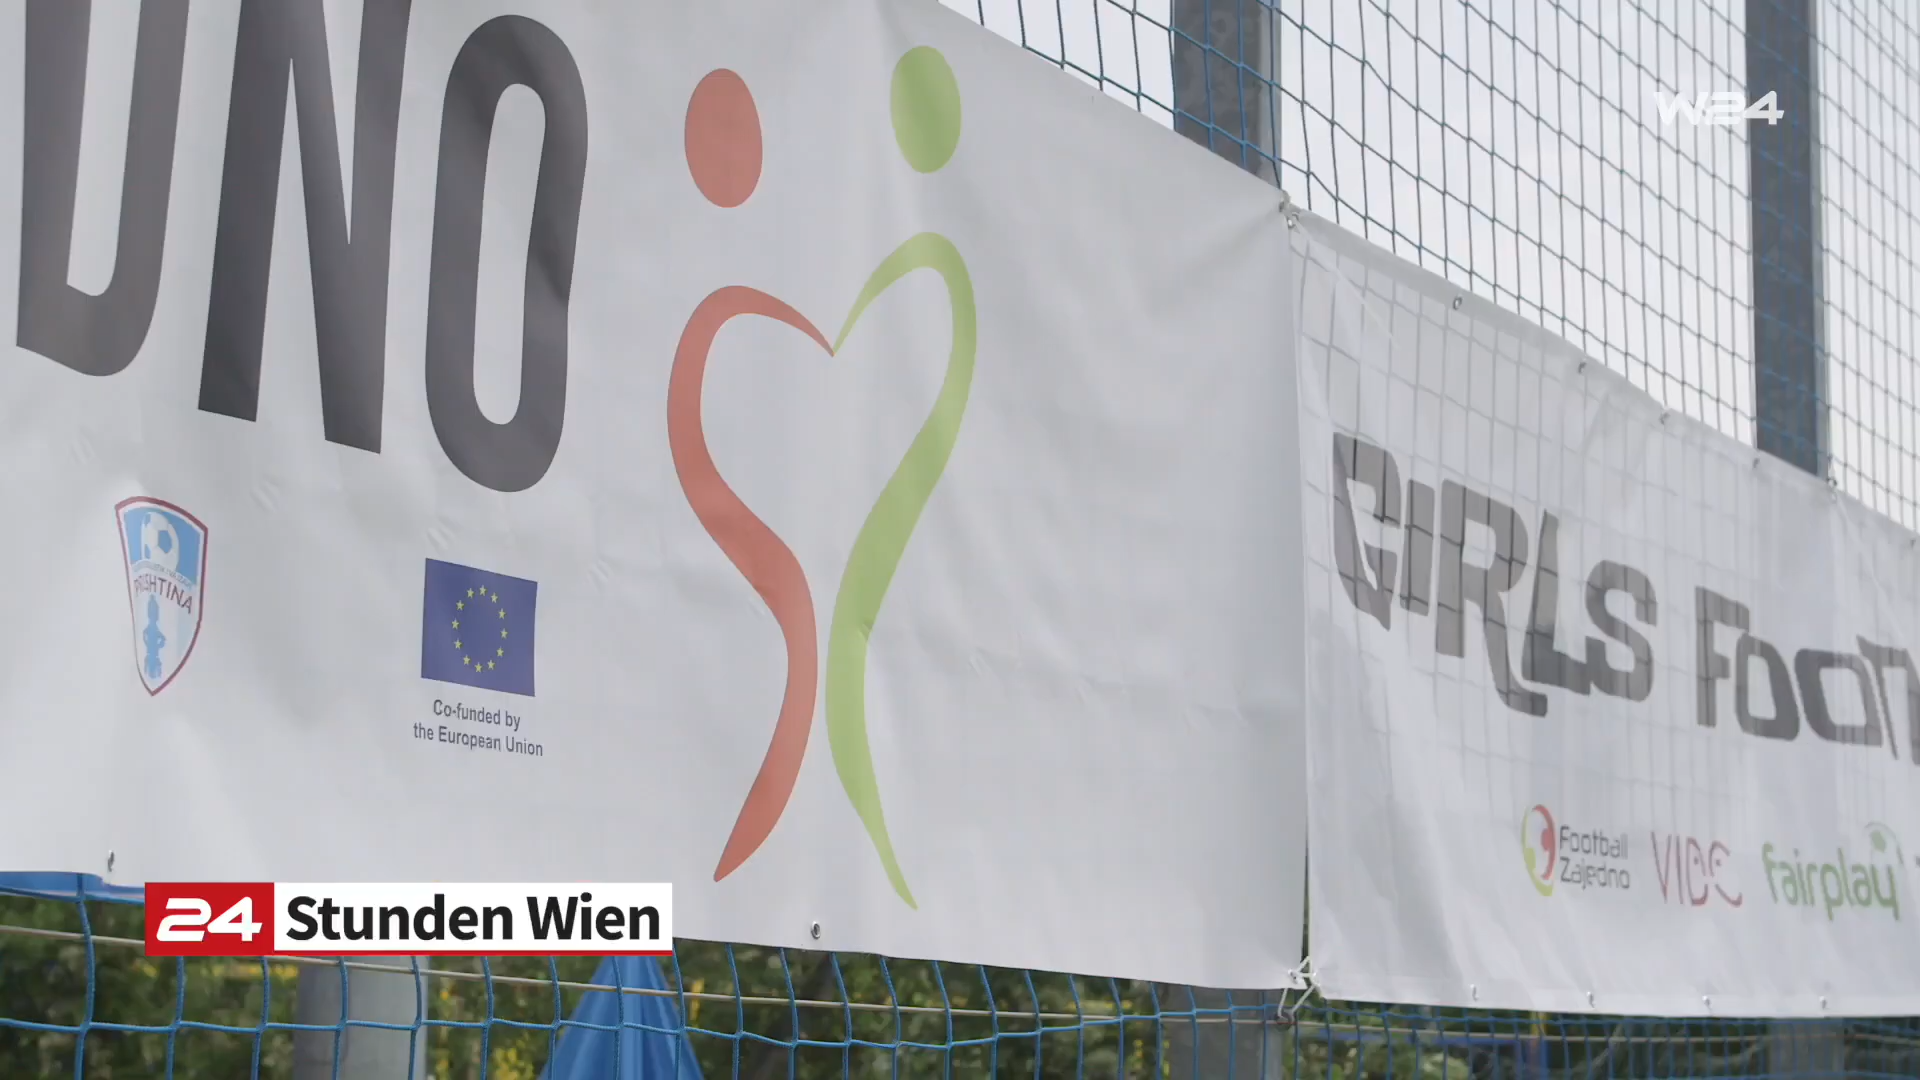 DNO
W24
GIRLS FOOT
PRISHTINA
Co-funded by
the European Union
Football
Zajedno
VIDC
fairplay
24 Stunden Wien